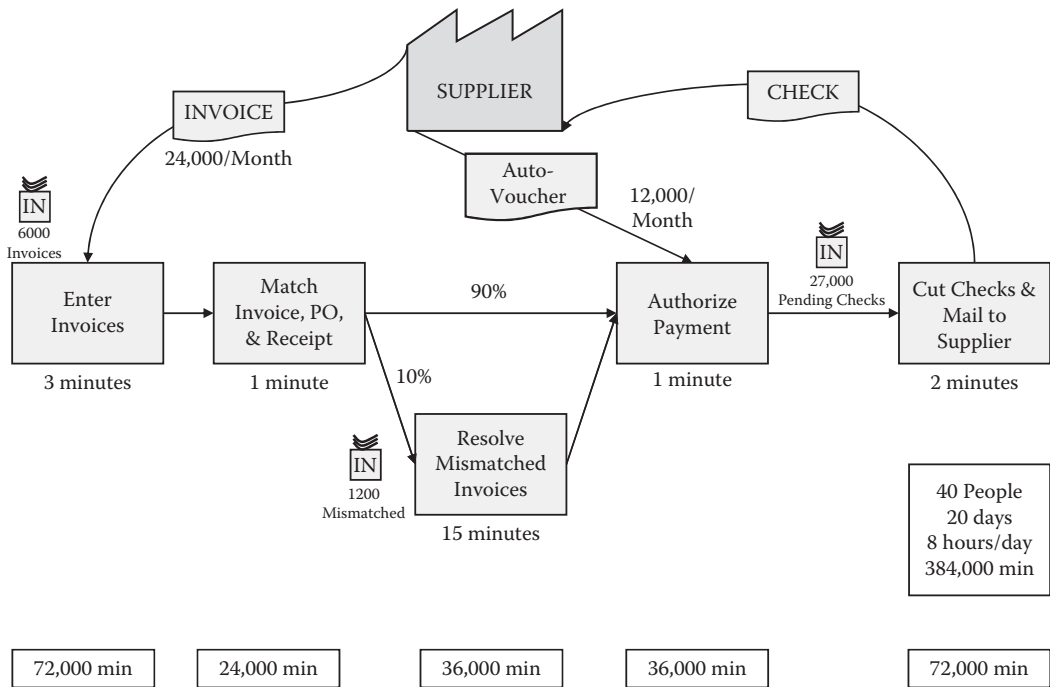 SUPPLIER
INVOICE
24,000/Month
CHECK
Auto-
Voucher
12,000/
Month
IN
6000
Invoices
Enter
Invoices
3 minutes
Match
Invoice, PO,
& Receipt
1 minute
90%
10%
IN
1200
Mismatched
Resolve
Mismatched
Invoices
15 minutes
Authorize
Payment
1 minute
IN
27,000
Pending Checks
Cut Checks &
Mail to
Supplier
2 minutes
40 People
20 days
8 hours/day
384,000 min
72,000 min
24,000 min
36,000 min
36,000 min
72,000 min